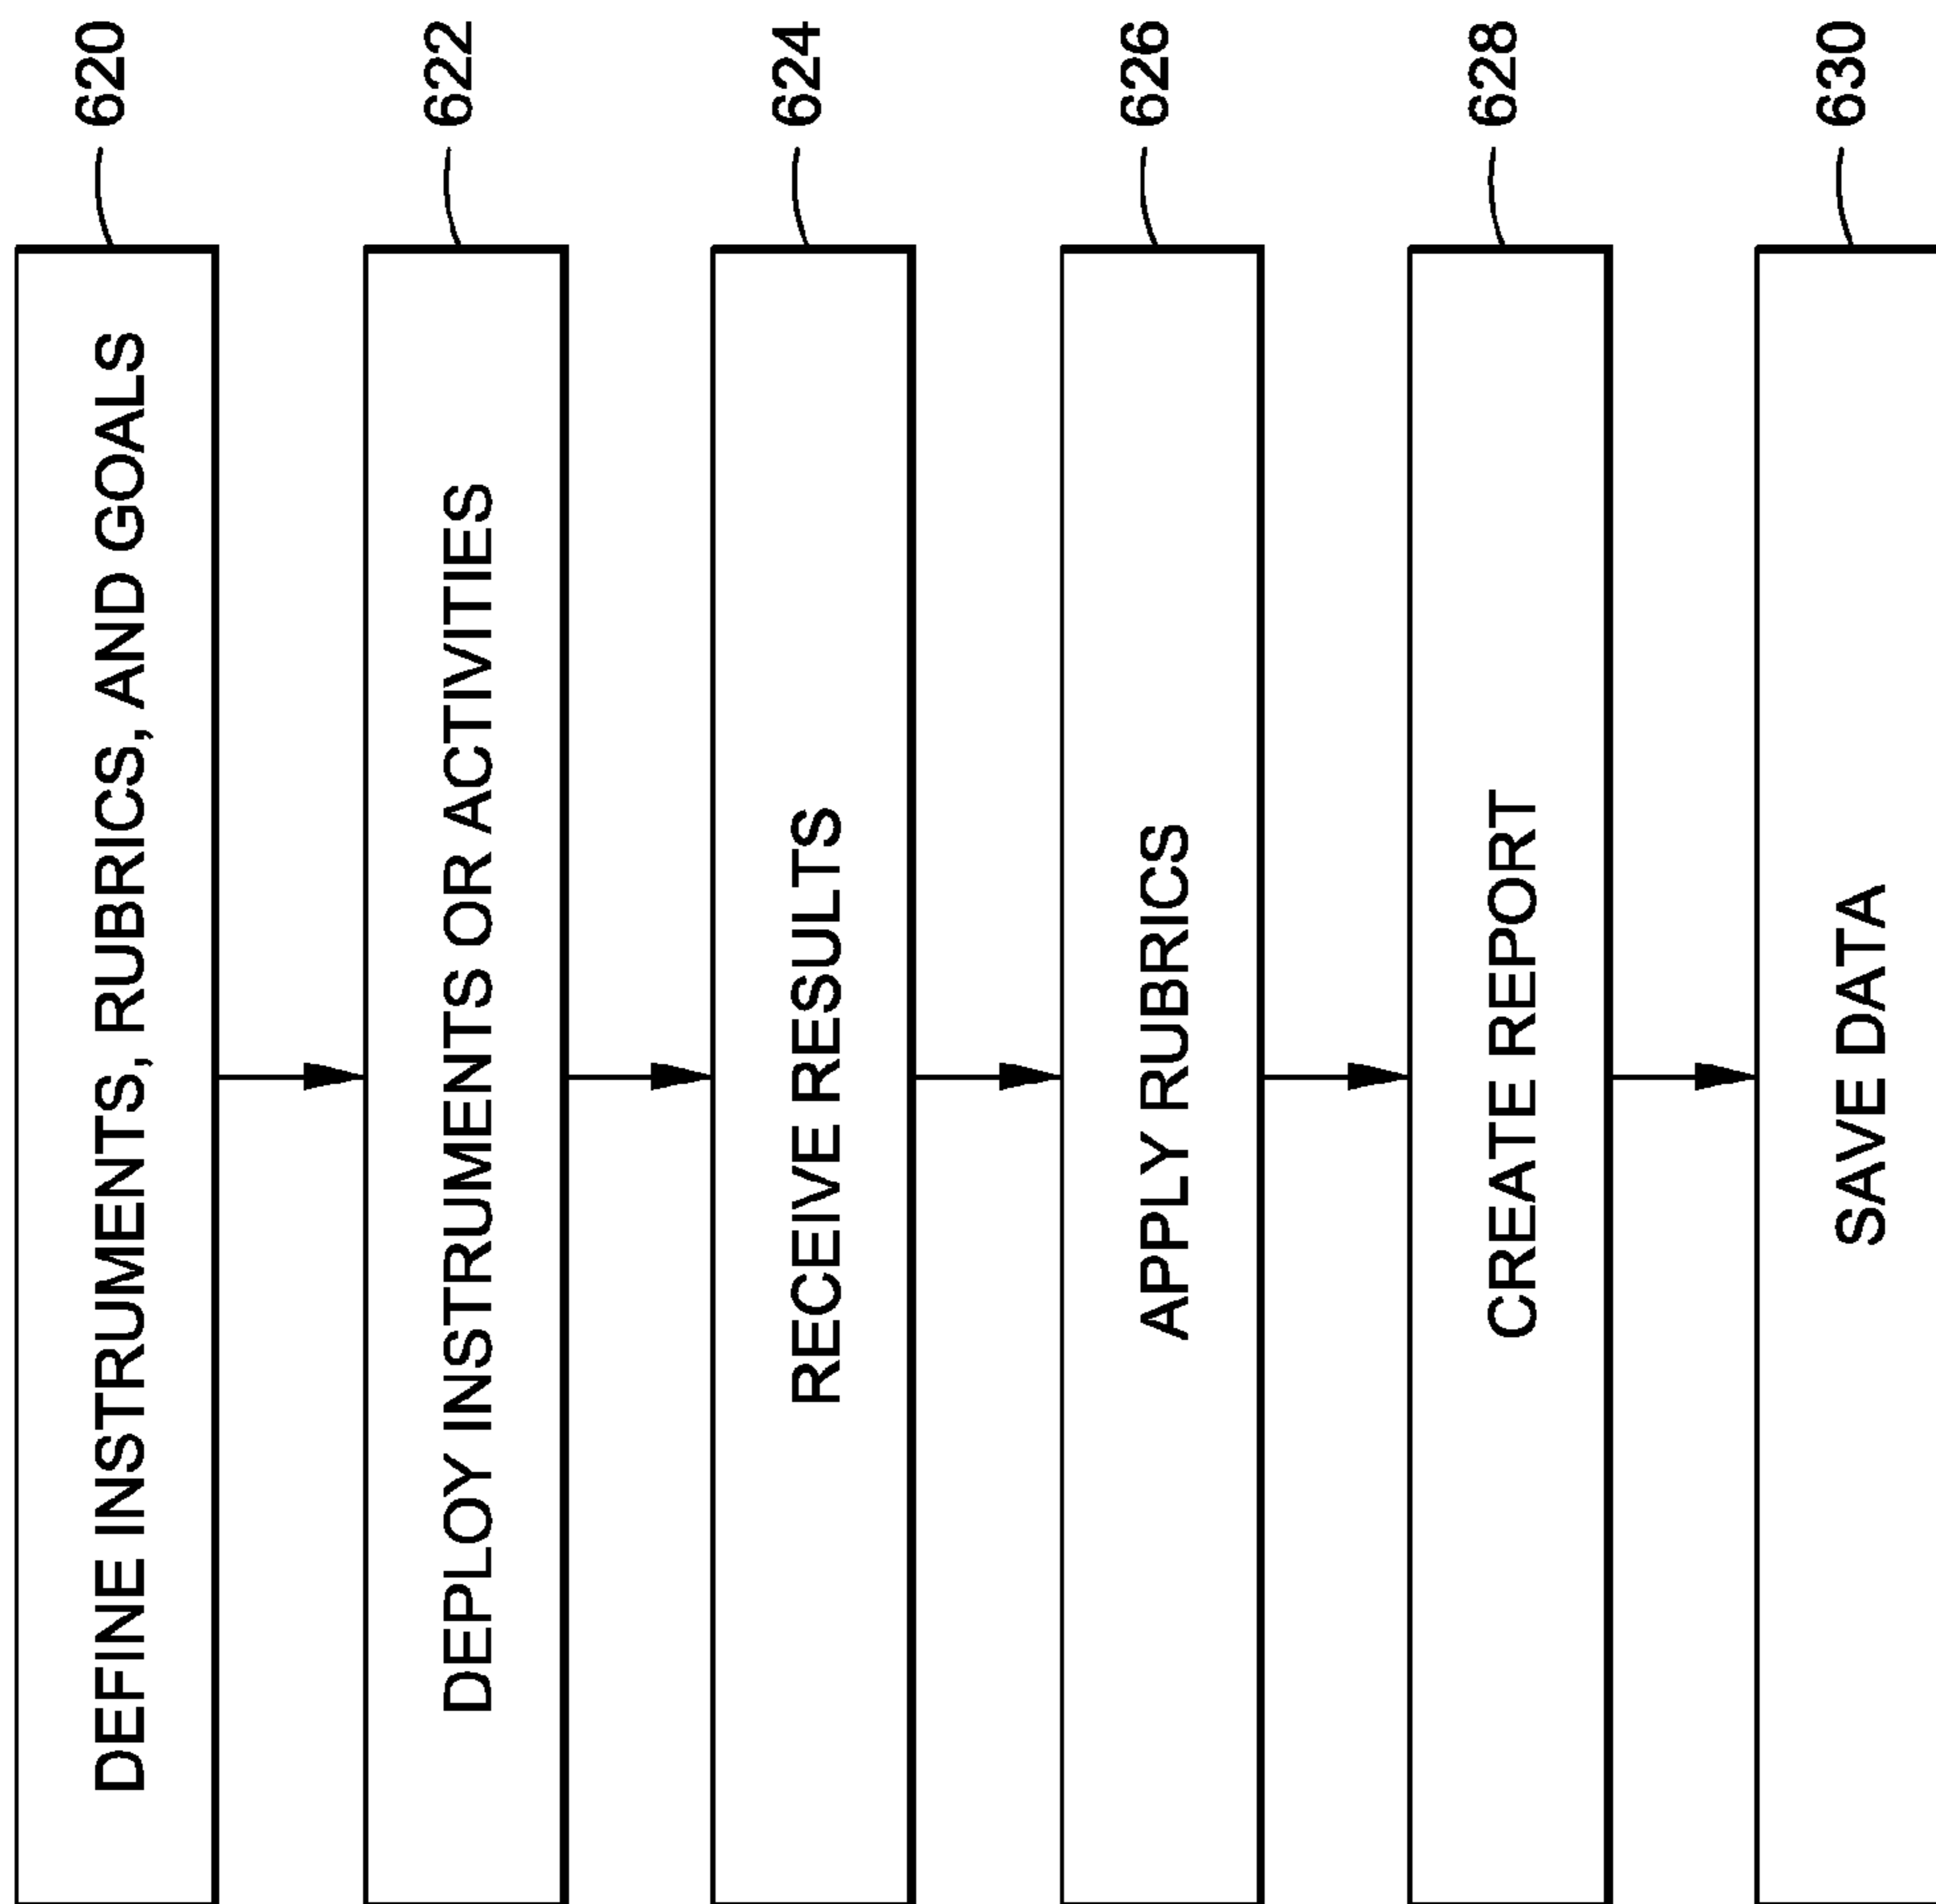 DEFINE INSTRUMENTS, RUBRICS, AND GOALS
620
DEPLOY INSTRUMENTS OR ACTIVITIES
622
RECEIVE RESULTS
624
APPLY RUBRICS
626
CREATE REPORT
628
SAVE DATA
630